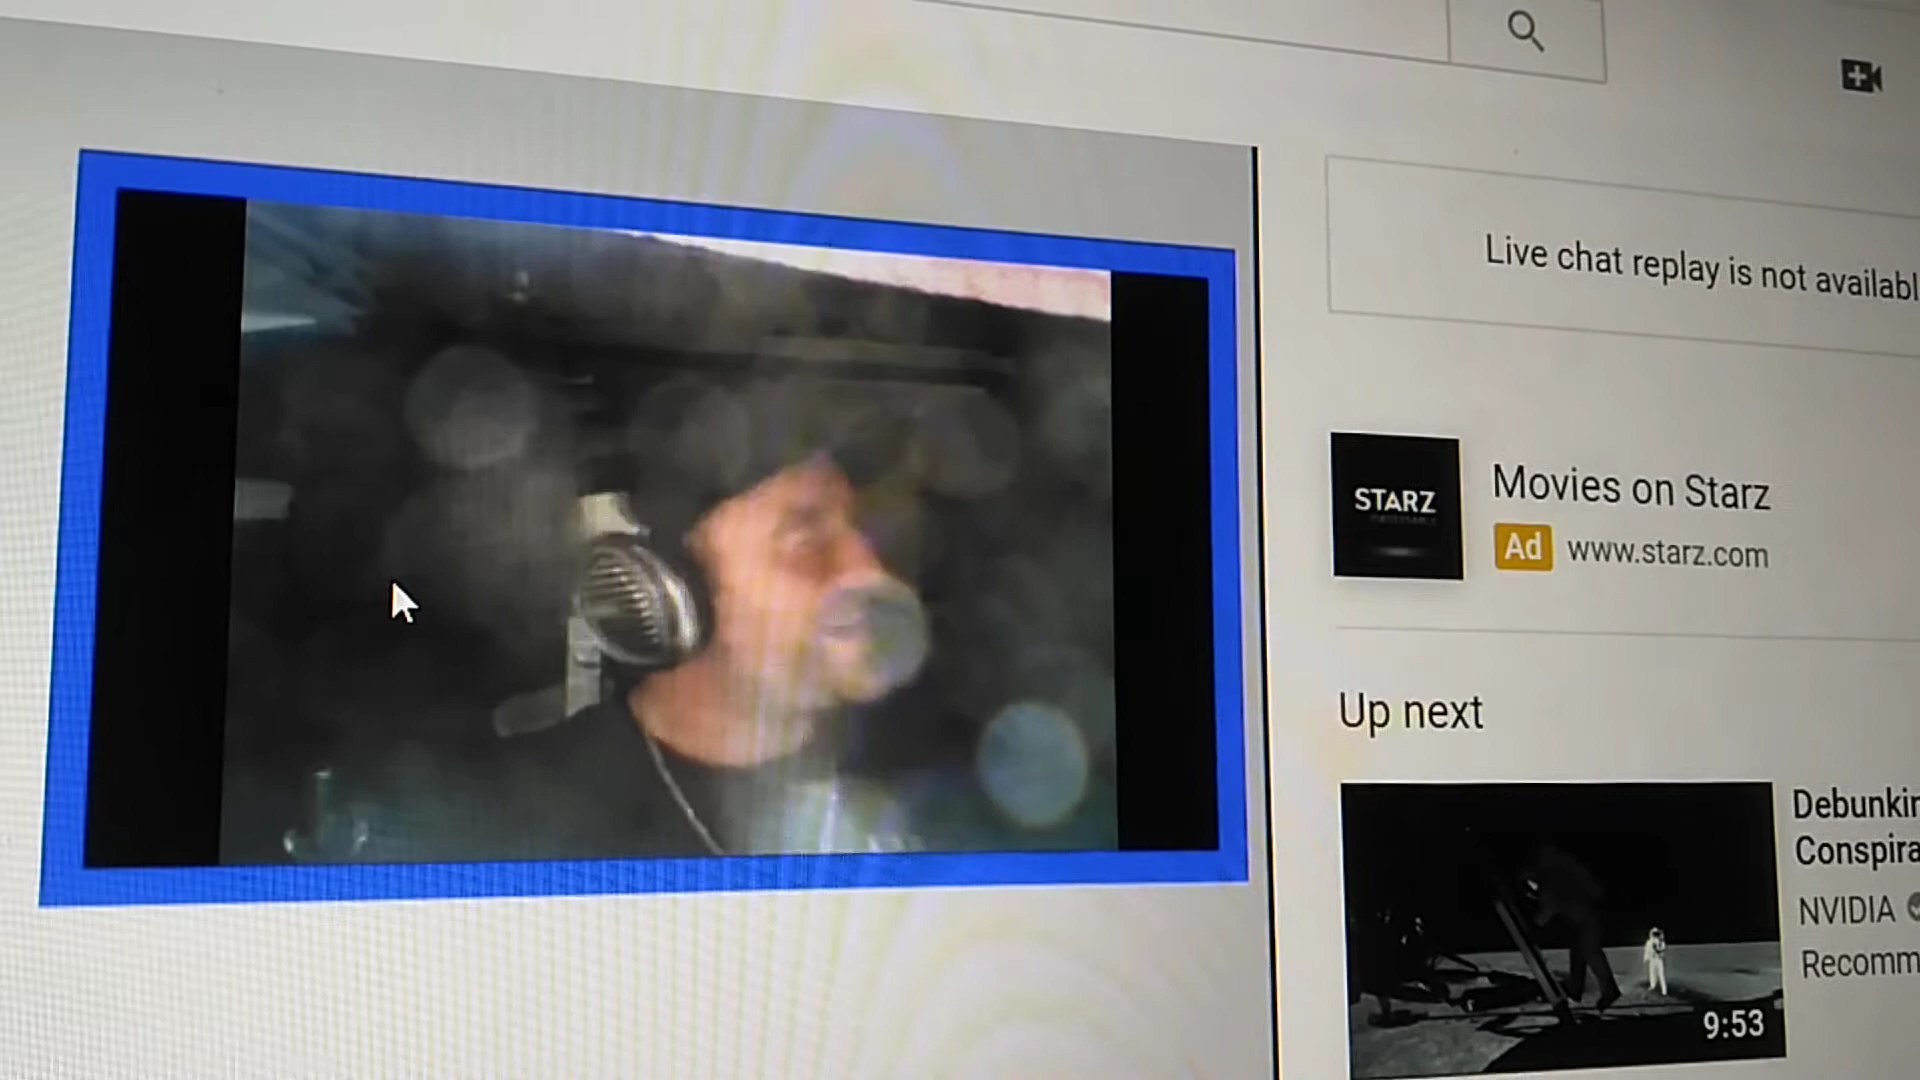 Live chat replay is not availabl
STARZ
Movies on Starz
Ad www.starz.com
Up next
Debunkin
Conspira
NVIDIA
Recomm
9:53